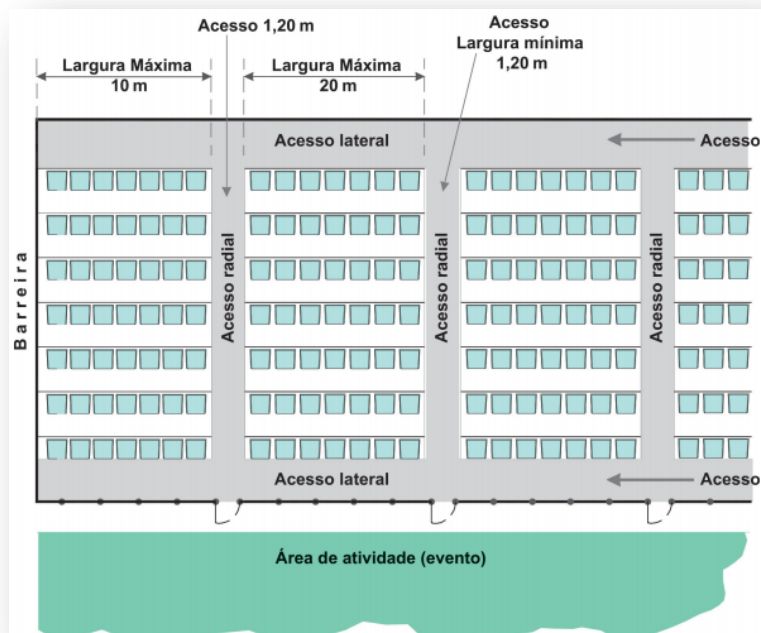 Acesso 1,20 m
Acesso
Largura mínima
1,20 m
Largura Máxima
10 m
Largura Máxima
20 m
Acesso lateral
Acesso
Barreira
Acesso radial
Acesso radial
Acesso radial
Acesso lateral
Acesso
Área de atividade (evento)